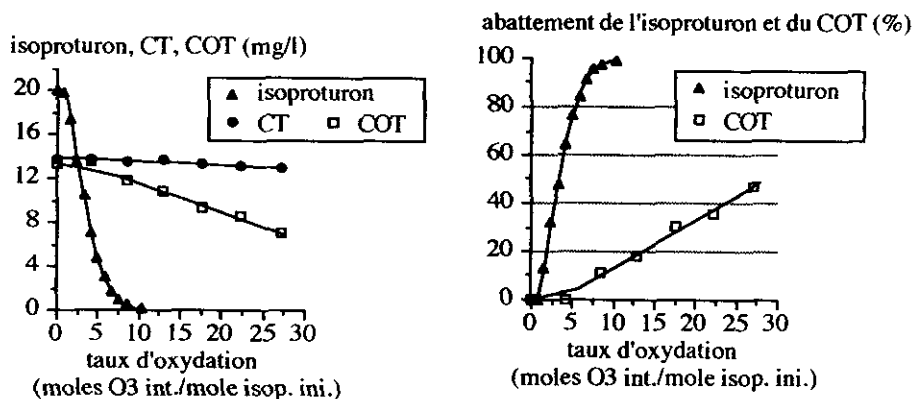 isoproturon, CT, COT (mg/l)
20
16
12
8
4
0
isoproturon
CT
COT
0 5 10 15 20 25 30
taux d'oxydation
(moles O3 int./mole isop. ini.)
abattement de l'isoproturon et du COT (%)
100
80
60
40
20
0
isoproturon
COT
0 5 10 15 20 25 30
taux d'oxydation
(moles O3 int./mole isop. ini.)